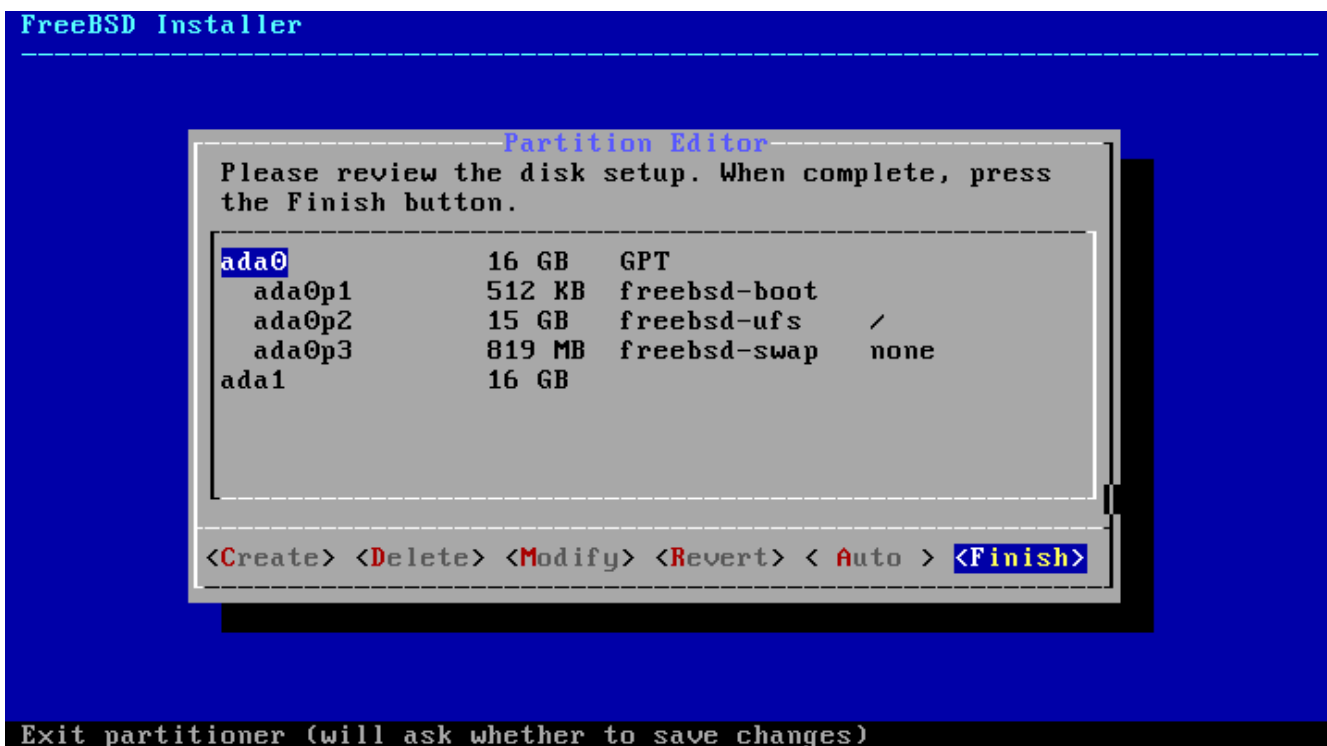 FreeBSD Installer
Partition Editor
Please review the disk setup. When complete, press
the Finish button.
ada0 16 GB GPT
ada0p1 512 KB freebsd-boot
ada0p2 15 GB freebsd-ufs /
ada0p3 819 MB freebsd-swap none
ada1 16 GB
<Create> <Delete> <Modify> <Revert> < Auto > <Finish>
Exit partitioner (will ask whether to save changes)